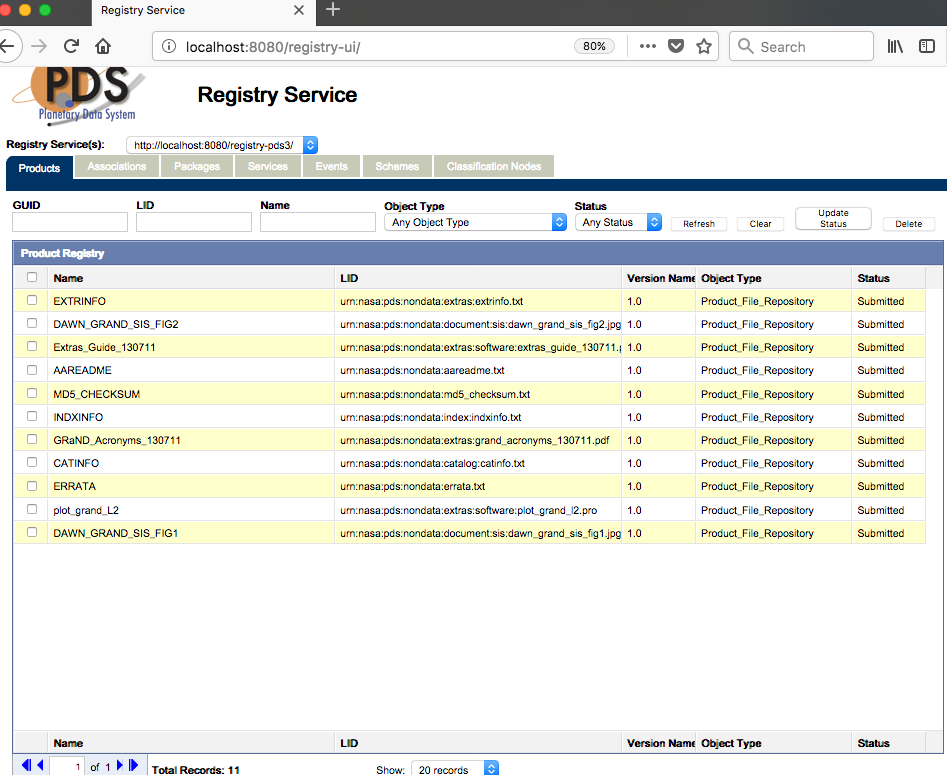 Registry Service
localhost:8080/registry-ui/
80%
Search
PDS
Planetary Data System
Registry Service
Registry Service(s): http://localhost:8080/registry-pds3/
Products Associations Packages Services Events Schemes Classification Nodes
GUID LID Name Object Type Status
Any Object Type Any Status Refresh Clear Update Status Delete
Product Registry
Name LID Version Name Object Type Status
EXTRINFO urn:nasa:pds:nondata:extras:extrinfo.txt 1.0 Product_File_Repository Submitted
DAWN_GRAND_SIS_FIG2 urn:nasa:pds:nondata:document:sis:dawn_grand_sis_fig2.jpg 1.0 Product_File_Repository Submitted
Extras_Guide_130711 urn:nasa:pds:nondata:extras:software:extras_guide_130711.p 1.0 Product_File_Repository Submitted
AAREADME urn:nasa:pds:nondata:aareadme.txt 1.0 Product_File_Repository Submitted
MD5_CHECKSUM urn:nasa:pds:nondata:md5_checksum.txt 1.0 Product_File_Repository Submitted
INDXINFO urn:nasa:pds:nondata:index:indxinfo.txt 1.0 Product_File_Repository Submitted
GRaND_Acronyms_130711 urn:nasa:pds:nondata:extras:grand_acronyms_130711.pdf 1.0 Product_File_Repository Submitted
CATINFO urn:nasa:pds:nondata:catalog:catinfo.txt 1.0 Product_File_Repository Submitted
ERRATA urn:nasa:pds:nondata:errata.txt 1.0 Product_File_Repository Submitted
plot_grand_L2 urn:nasa:pds:nondata:extras:software:plot_grand_l2.pro 1.0 Product_File_Repository Submitted
DAWN_GRAND_SIS_FIG1 urn:nasa:pds:nondata:document:sis:dawn_grand_sis_fig1.jpg 1.0 Product_File_Repository Submitted
Name LID Version Name Object Type Status
1 of 1 Total Records: 11 Show: 20 records